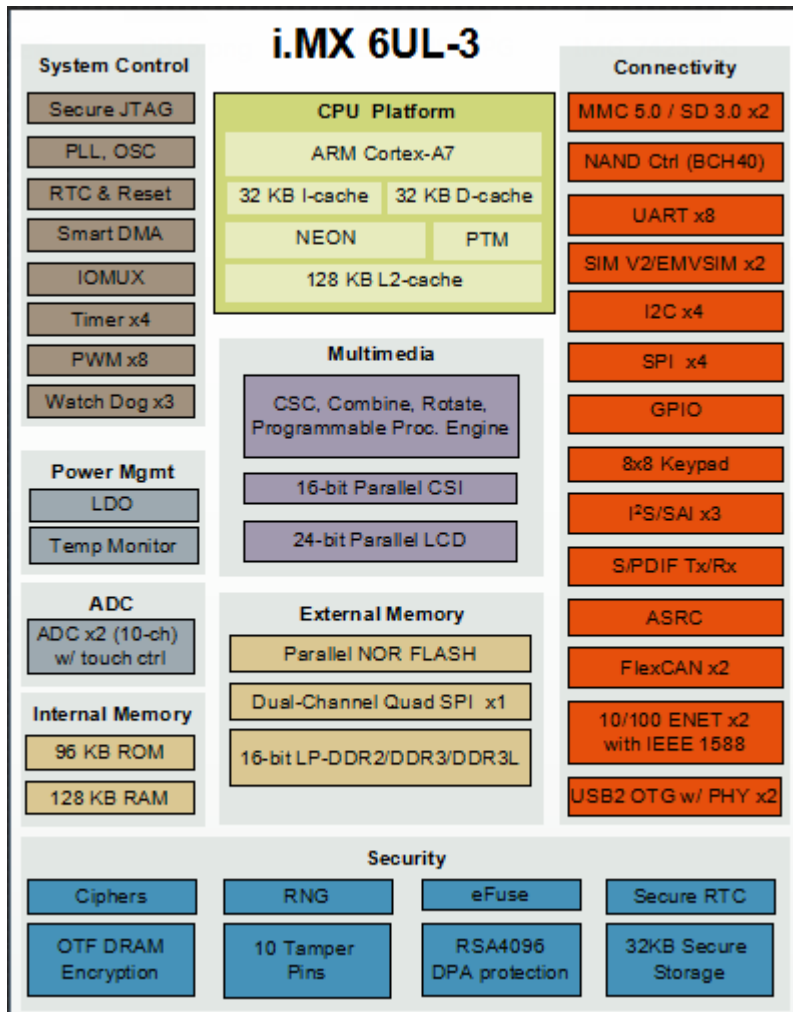 i.MX 6UL-3
System Control
Secure JTAG
PLL, OSC
RTC & Reset
Smart DMA
IOMUX
Timer x4
PWM x8
Watch Dog x3
Power Mgmt
LDO
Temp Monitor
ADC
ADC x2 (10-ch)
w/ touch ctrl
Internal Memory
96 KB ROM
128 KB RAM
CPU Platform
ARM Cortex-A7
32 KB I-cache
32 KB D-cache
NEON
PTM
128 KB L2-cache
Multimedia
CSC, Combine, Rotate,
Programmable Proc. Engine
16-bit Parallel CSI
24-bit Parallel LCD
External Memory
Parallel NOR FLASH
Dual-Channel Quad SPI x1
16-bit LP-DDR2/DDR3/DDR3L
Connectivity
MMC 5.0 / SD 3.0 x2
NAND Ctrl (BCH40)
UART x8
SIM V2/EMVSIM x2
I2C x4
SPI x4
GPIO
8x8 Keypad
I²S/SAI x3
S/PDIF Tx/Rx
ASRC
FlexCAN x2
10/100 ENET x2
with IEEE 1588
USB2 OTG w/ PHY x2
Security
Ciphers
RNG
eFuse
Secure RTC
OTF DRAM
Encryption
10 Tamper
Pins
RSA4096
DPA protection
32KB Secure
Storage